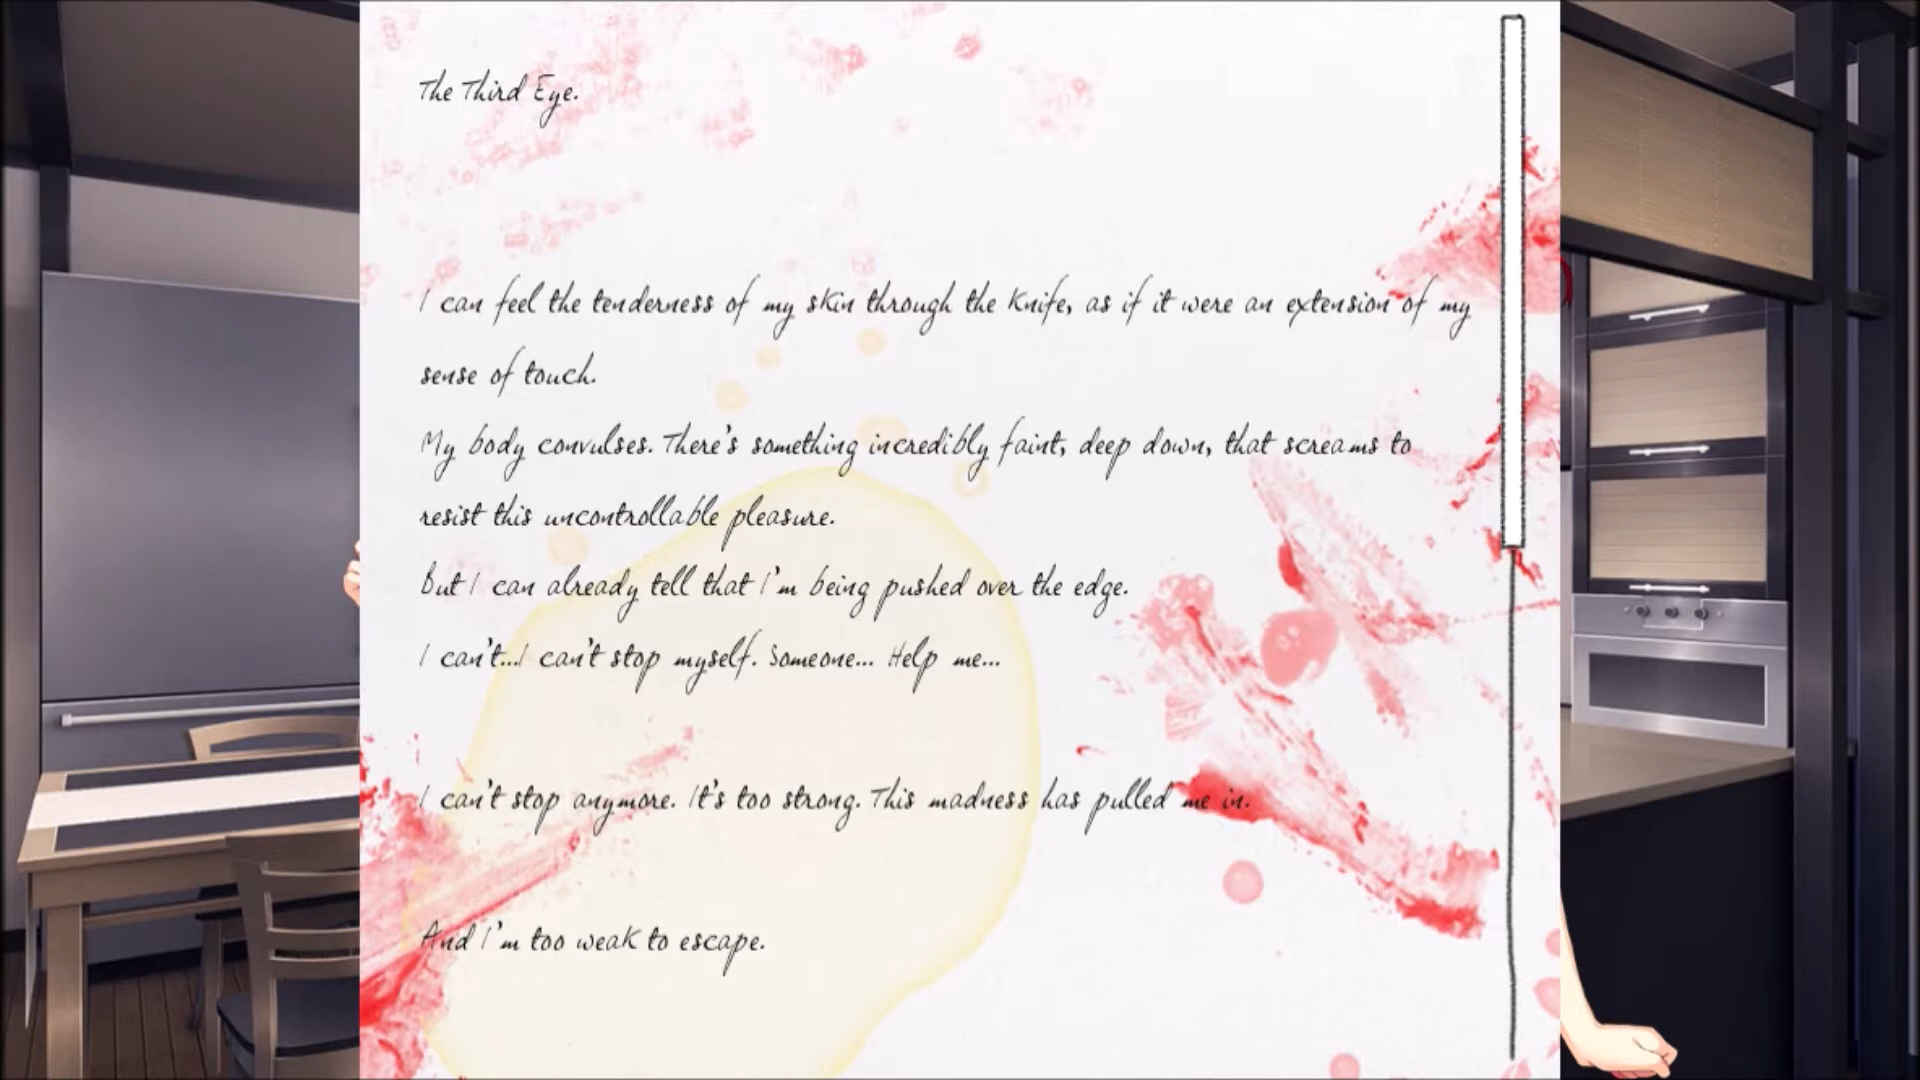 The Third Eye.
I can feel the tenderness of my skin through the knife, as if it were an extension of my
sense of touch.
My body convulses. There's something incredibly faint, deep down, that screams to
resist this uncontrollable pleasure.
But I can already tell that I'm being pushed over the edge.
I can't...I can't stop myself. Someone... Help me...
I can't stop anymore. It's too strong. This madness has pulled me in.
And I'm too weak to escape.